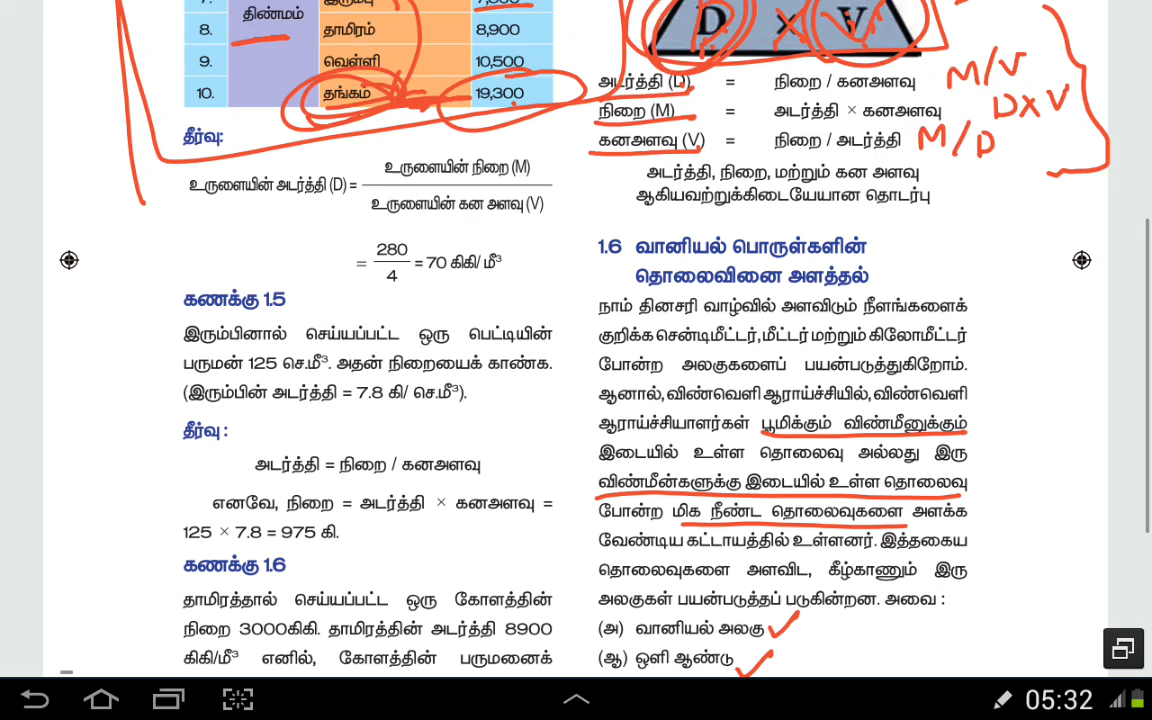 7. இரும்பு 7,800
திண்மம்
8. தாமிரம் 8,900
9. வெள்ளி 10,500
10. தங்கம் 19,300
தீர்வு:
உருளையின் அடர்த்தி (D) = உருளையின் நிறை (M)
உருளையின் கன அளவு (V)
= 280
4
= 70 கிகி/ மீ³
கணக்கு 1.5
இரும்பினால் செய்யப்பட்ட ஒரு பெட்டியின்
பருமன் 125 செ.மீ³. அதன் நிறையைக் காண்க.
(இரும்பின் அடர்த்தி = 7.8 கி/ செ.மீ³).
தீர்வு :
அடர்த்தி = நிறை / கனஅளவு
எனவே, நிறை = அடர்த்தி × கனஅளவு =
125 × 7.8 = 975 கி.
கணக்கு 1.6
தாமிரத்தால் செய்யப்பட்ட ஒரு கோளத்தின்
நிறை 3000கிகி. தாமிரத்தின் அடர்த்தி 8900
கிகி/மீ³ எனில், கோளத்தின் பருமனைக்
D x V
அடர்த்தி (D) = நிறை / கனஅளவு M/V
நிறை (M) = அடர்த்தி × கனஅளவு D x V
கனஅளவு (V) = நிறை / அடர்த்தி M/D
அடர்த்தி, நிறை, மற்றும் கன அளவு
ஆகியவற்றுக்கிடையேயான தொடர்பு
1.6 வானியல் பொருள்களின்
தொலைவினை அளத்தல்
நாம் தினசரி வாழ்வில் அளவிடும் நீளங்களைக்
குறிக்க சென்டிமீட்டர்,மீட்டர் மற்றும் கிலோமீட்டர்
போன்ற அலகுகளைப் பயன்படுத்துகிறோம்.
ஆனால்,விண்வெளி ஆராய்ச்சியில்,விண்வெளி
ஆராய்ச்சியாளர்கள் பூமிக்கும் விண்மீனுக்கும்
இடையில் உள்ள தொலைவு அல்லது இரு
விண்மீன்களுக்கு இடையில் உள்ள தொலைவு
போன்ற மிக நீண்ட தொலைவுகளை அளக்க
வேண்டிய கட்டாயத்தில் உள்ளனர். இத்தகைய
தொலைவுகளை அளவிட, கீழ்காணும் இரு
அலகுகள் பயன்படுத்தப் படுகின்றன. அவை :
(அ) வானியல் அலகு
(ஆ) ஒளி ஆண்டு
05:32